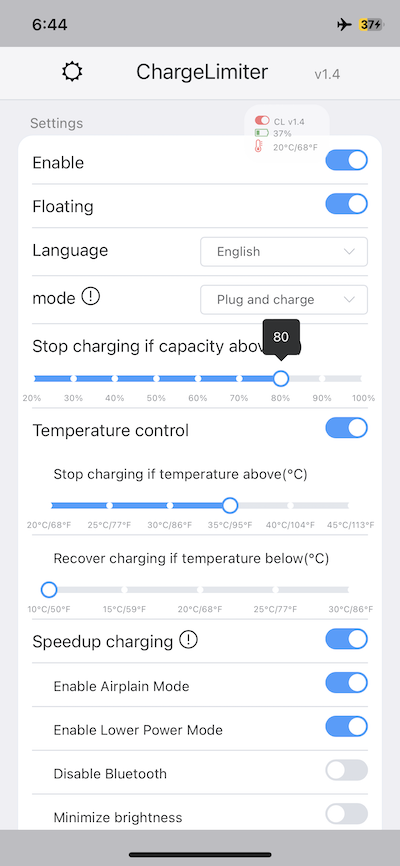 6:44
37
ChargeLimiter
v1.4
Settings
CL v1.4
37%
20°C/68°F
Enable
Floating
Language
English
mode
Plug and charge
80
Stop charging if capacity abov
20% 30% 40% 50% 60% 70% 80% 90% 100%
Temperature control
Stop charging if temperature above(°C)
20°C/68°F 25°C/77°F 30°C/86°F 35°C/95°F 40°C/104°F 45°C/113°F
Recover charging if temperature below(°C)
10°C/50°F 15°C/59°F 20°C/68°F 25°C/77°F 30°C/86°F
Speedup charging
Enable Airplain Mode
Enable Lower Power Mode
Disable Bluetooth
Minimize brightness